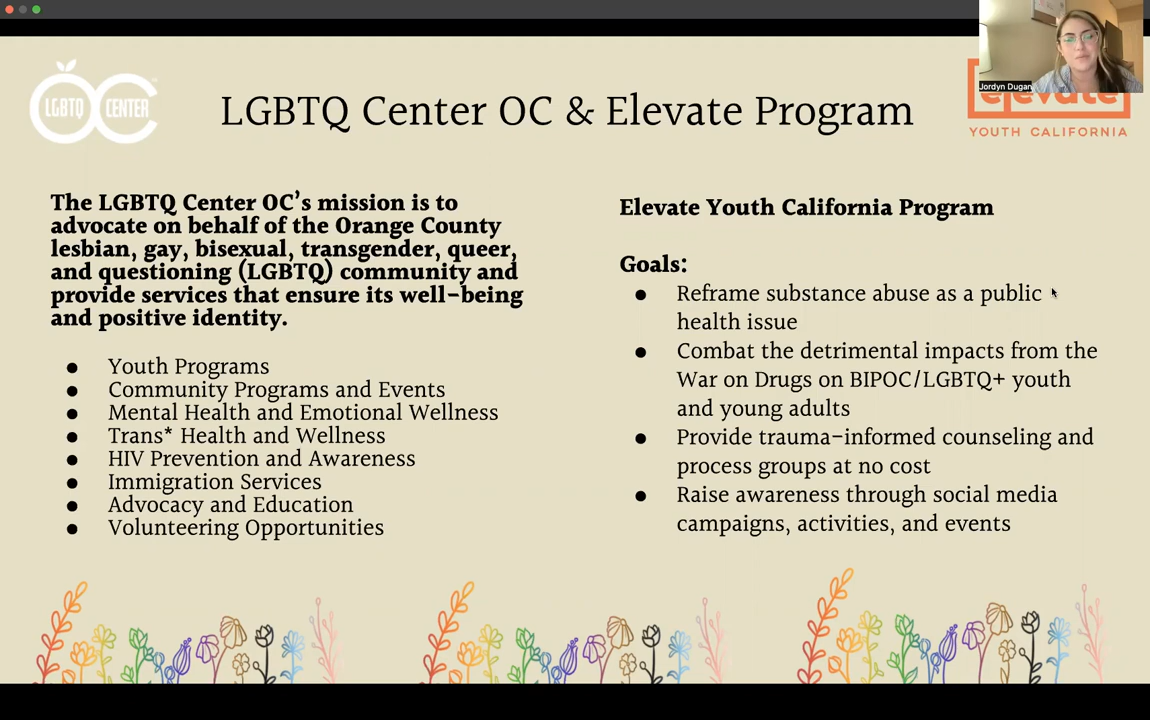 LGBTQ CENTER
LGBTQ Center OC & Elevate Program
Jordyn Dugan
elevate
YOUTH CALIFORNIA
The LGBTQ Center OC’s mission is to
advocate on behalf of the Orange County
lesbian, gay, bisexual, transgender, queer,
and questioning (LGBTQ) community and
provide services that ensure its well-being
and positive identity.
● Youth Programs
● Community Programs and Events
● Mental Health and Emotional Wellness
● Trans* Health and Wellness
● HIV Prevention and Awareness
● Immigration Services
● Advocacy and Education
● Volunteering Opportunities
Elevate Youth California Program
Goals:
● Reframe substance abuse as a public
health issue
● Combat the detrimental impacts from the
War on Drugs on BIPOC/LGBTQ+ youth
and young adults
● Provide trauma-informed counseling and
process groups at no cost
● Raise awareness through social media
campaigns, activities, and events